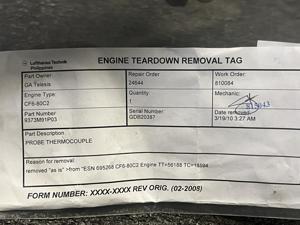 Lufthansa Technik
Philippines
ENGINE TEARDOWN REMOVAL TAG
Part Owner:
GA Telesis
Repair Order
24644
Work Order:
810084
Engine Type:
CF6-80C2
Quantity
1
Mechanic:
Part Number
9373M91P03
Serial Number:
GDB20387
Date removed:
3/19/10 3:27 AM
Description:
PROBE THERMOCOUPLE
Reason for removal:
removed "as is" >from "ESN 695268 CF6-80C2 Engine TT=56188 TC=18594
FORM NUMBER: XXXX-XXXX REV ORIG. (02-2008)